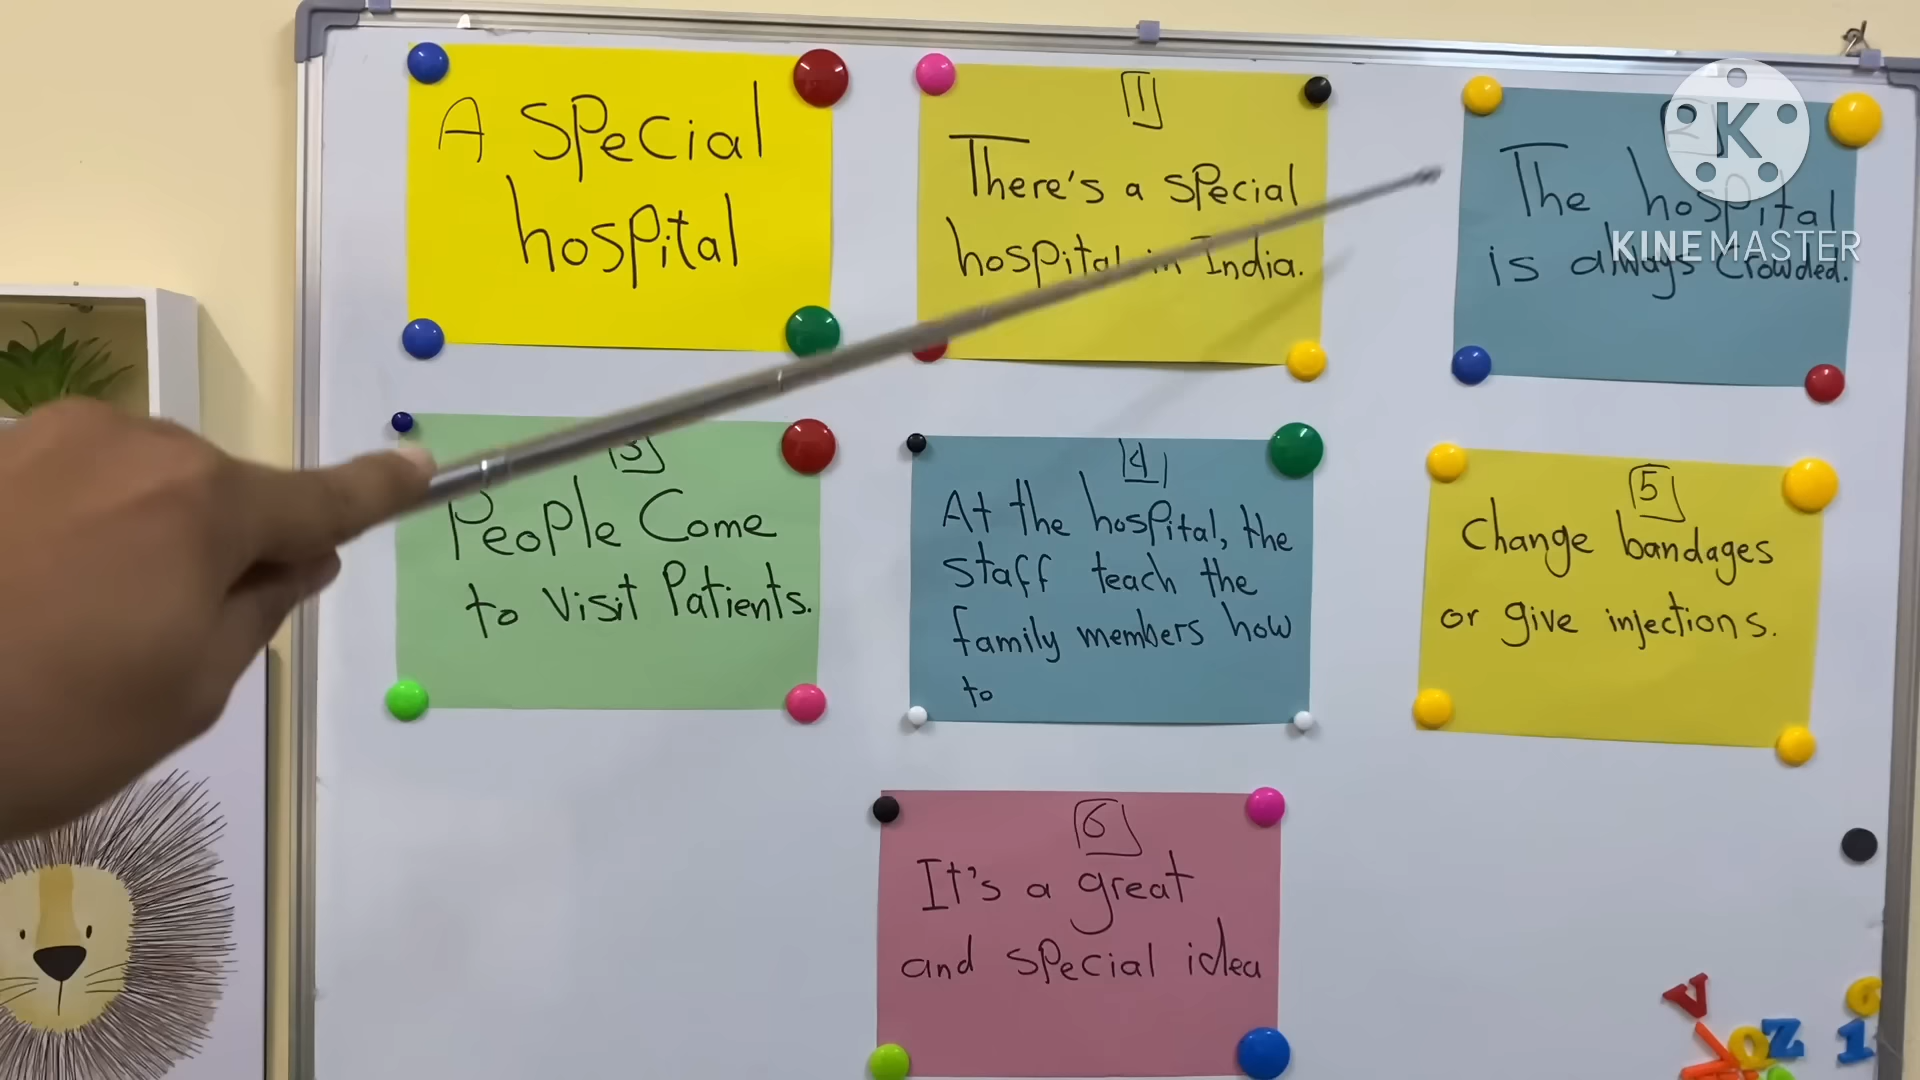 A special
hospital
1
There's a special
hospital in India.
The hospital
is always crowded.
K
KINEMASTER
3
People Come
to Visit Patients.
4
At the hospital, the
staff teach the
family members how
to
5
Change bandages
or give injections.
6
It's a great
and special idea
V
Z 1